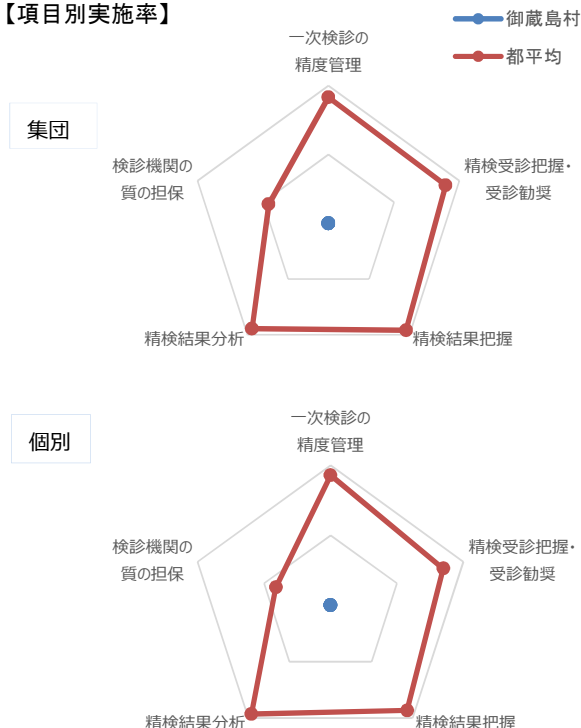 【項目別実施率】
御蔵島村
都平均
集団
一次検診の
精度管理
精検受診把握・
受診勧奨
精検結果把握
精検結果分析
検診機関の
質の担保
個別
一次検診の
精度管理
精検受診把握・
受診勧奨
精検結果把握
精検結果分析
検診機関の
質の担保